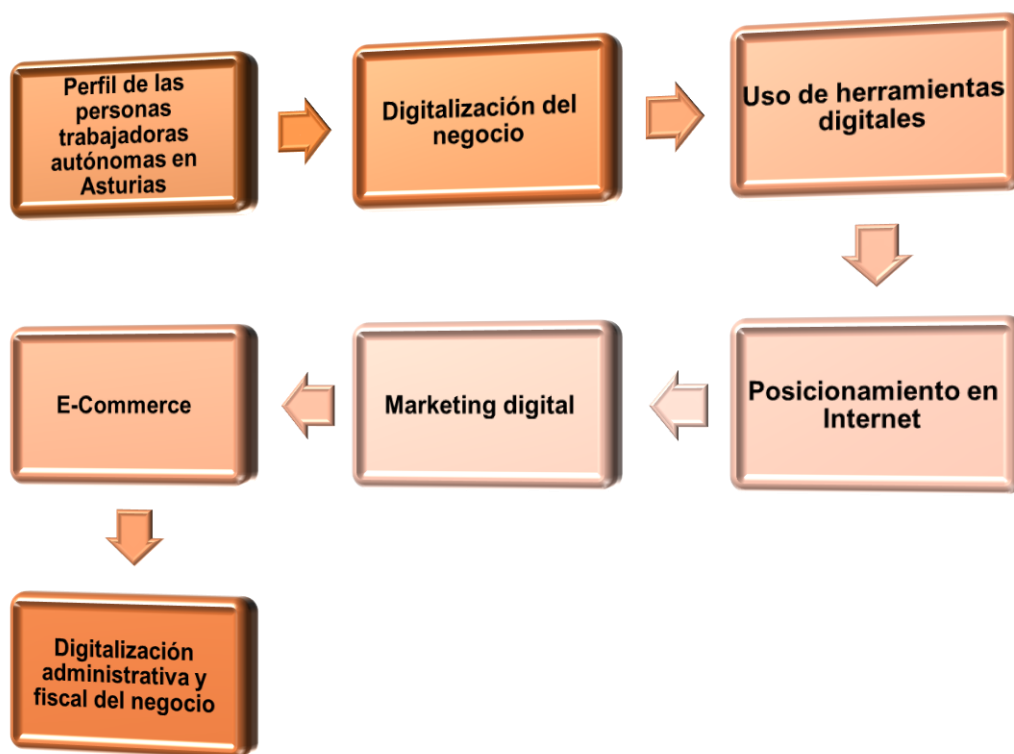 Perfil de las
personas
trabajadoras
autónomas en
Asturias
Digitalización del
negocio
Uso de herramientas
digitales
Posicionamiento en
Internet
Marketing digital
E-Commerce
Digitalización
administrativa y
fiscal del negocio